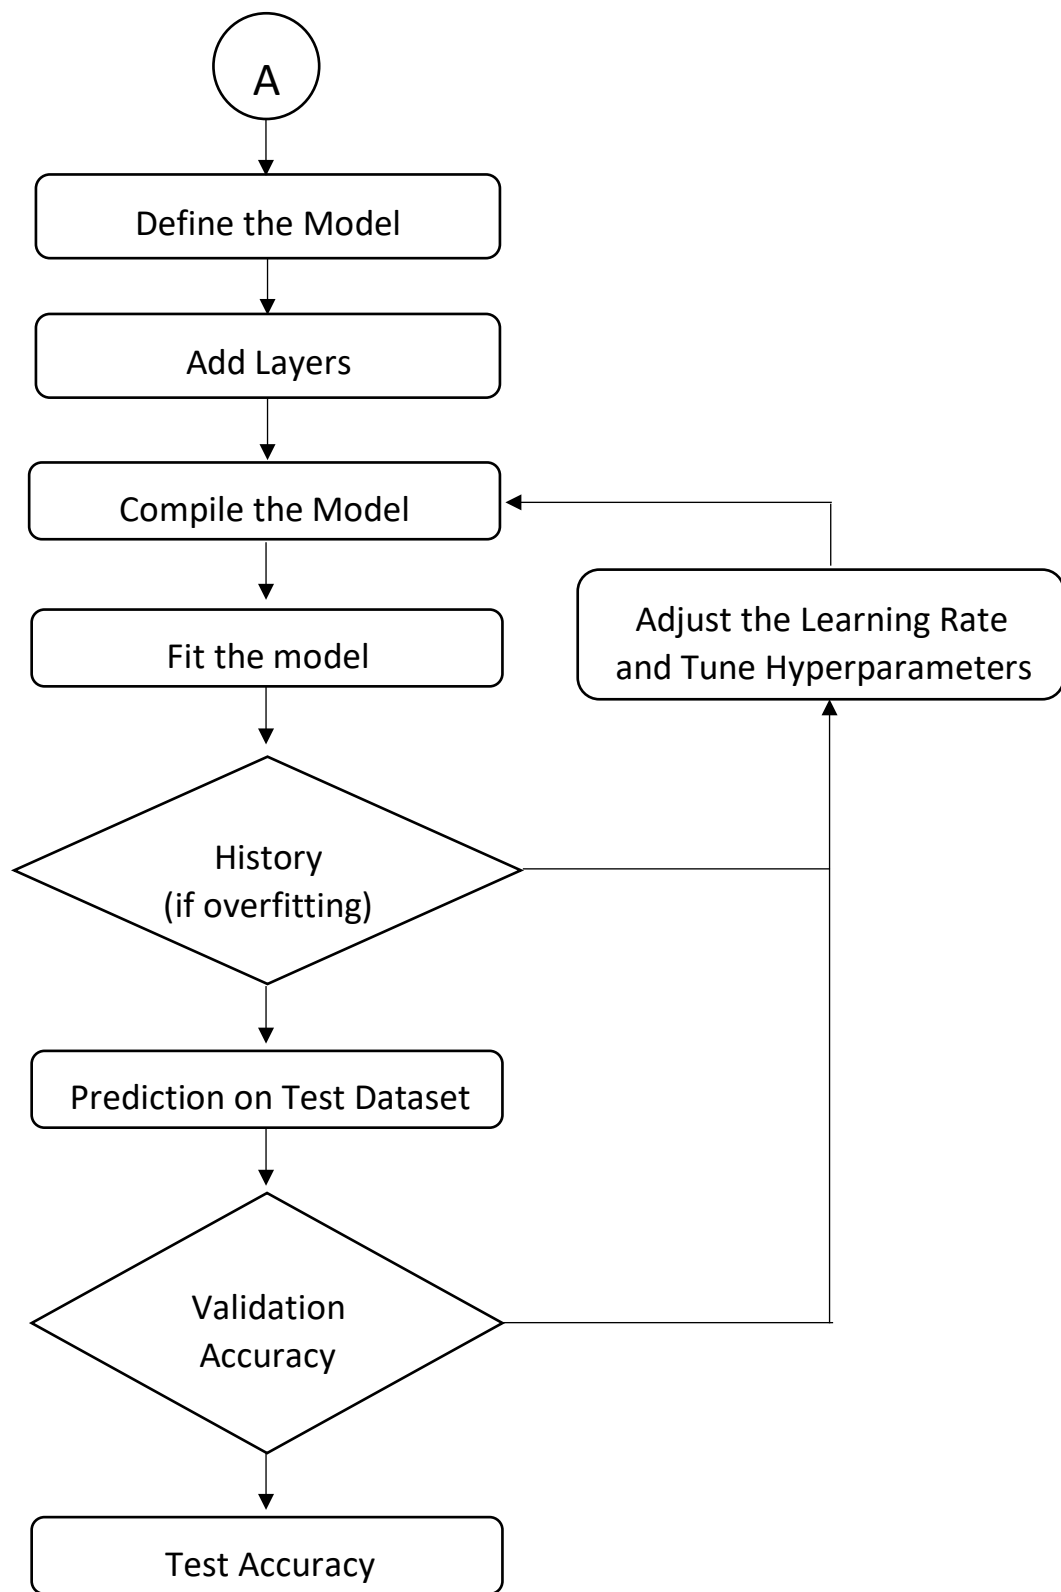 A
Define the Model
Add Layers
Compile the Model
Adjust the Learning Rate
and Tune Hyperparameters
Fit the model
History
(if overfitting)
Prediction on Test Dataset
Validation
Accuracy
Test Accuracy